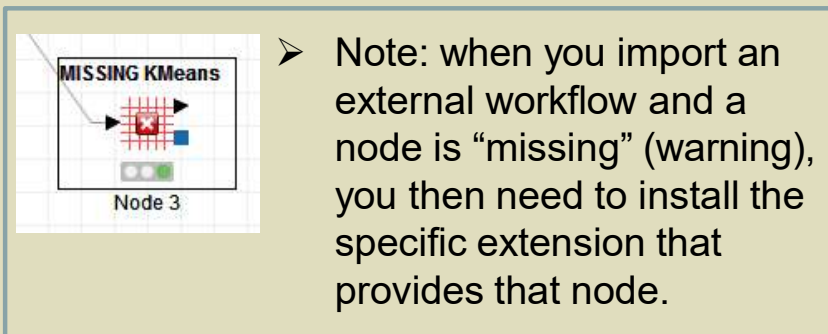 MISSING KMeans
Node 3
➢ Note: when you import an
external workflow and a
node is “missing” (warning),
you then need to install the
specific extension that
provides that node.